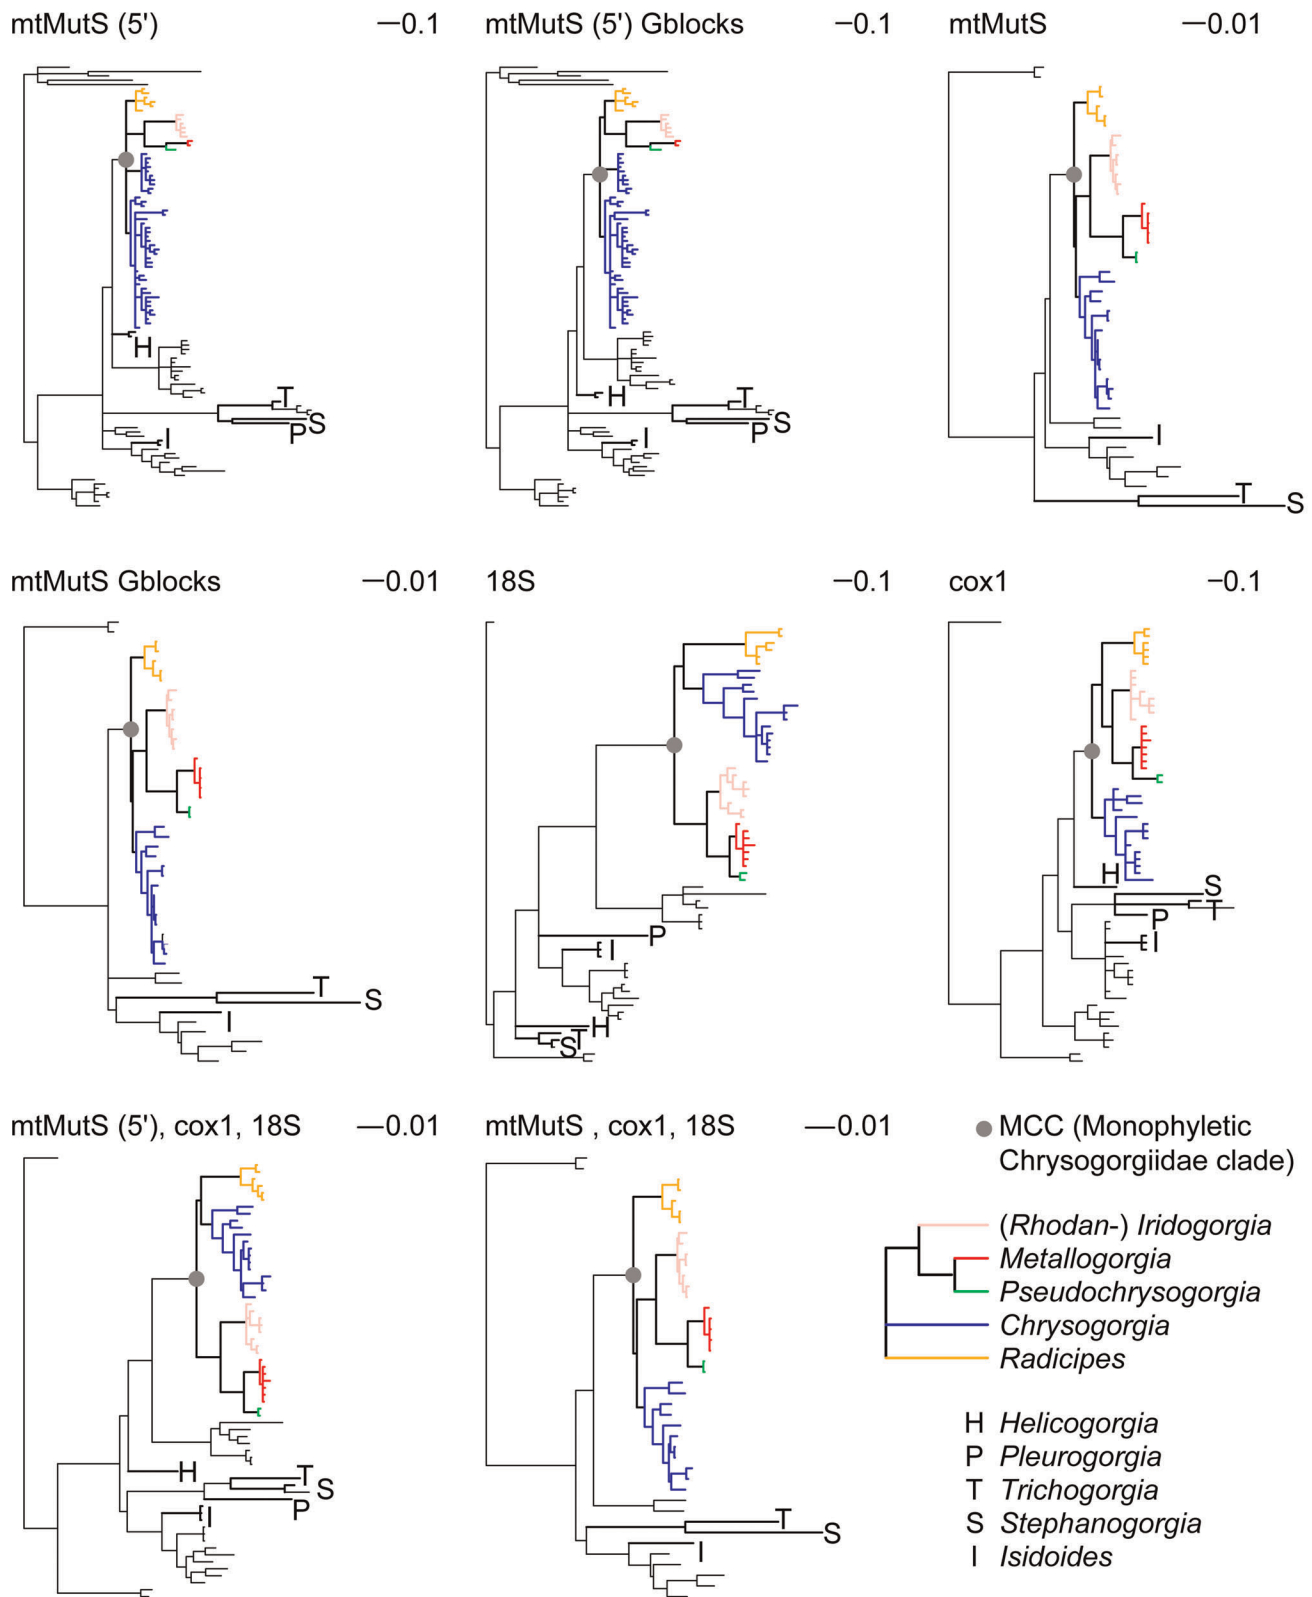 mtMutS (5') —0.1
mtMutS (5') Gblocks —0.1
mtMutS —0.01
H
T
S
P
I
H
T
S
P
I
I
T
S
mtMutS Gblocks —0.01
18S —0.1
cox1 —0.1
T
S
I
P
I
H
T
S
H
S
T
P
I
mtMutS (5'), cox1, 18S —0.01
mtMutS , cox1, 18S —0.01
H
T
S
P
I
T
S
I
MCC (Monophyletic
Chrysogorgiidae clade)
(Rhodan-) Iridogorgia
Metallogorgia
Pseudochrysogorgia
Chrysogorgia
Radicipes
H Helicogorgia
P Pleurogorgia
T Trichogorgia
S Stephanogorgia
I Isidoides